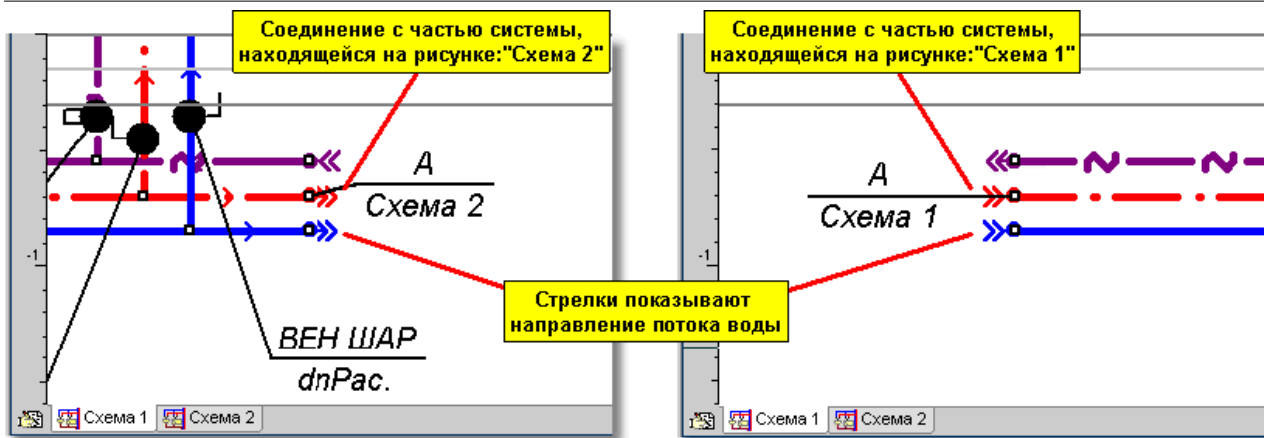 Соединение с частью системы,
находящейся на рисунке:"Схема 2"
Соединение с частью системы,
находящейся на рисунке:"Схема 1"
А
Схема 2
А
Схема 1
-1
-1
Стрелки показывают
направление потока воды
ВЕН ШАР
dnРас.
Схема 1
Схема 2
Схема 1
Схема 2